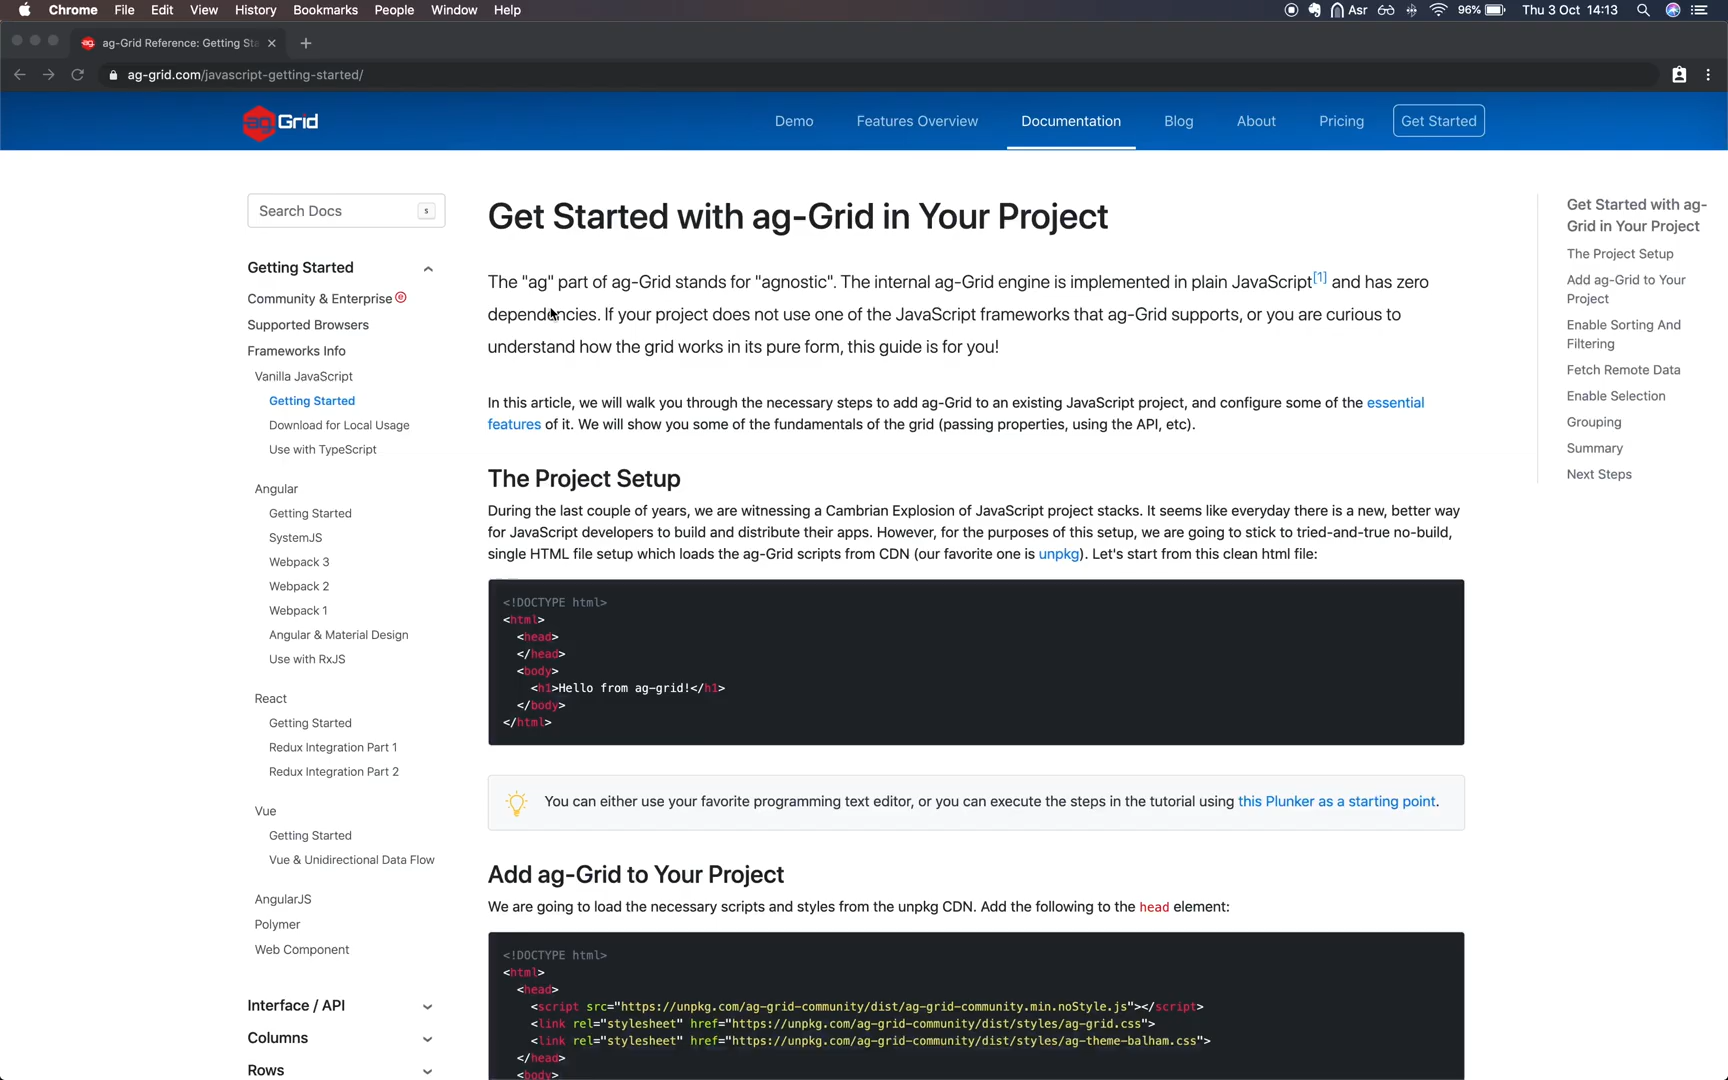 Chrome File Edit View History Bookmarks People Window Help
Asr 96% Thu 3 Oct 14:13
ag-Grid Reference: Getting Sta
ag-grid.com/javascript-getting-started/
ag Grid
Demo Features Overview Documentation Blog About Pricing Get Started
Search Docs s
Getting Started
Community & Enterprise e
Supported Browsers
Frameworks Info
Vanilla JavaScript
Getting Started
Download for Local Usage
Use with TypeScript
Angular
Getting Started
SystemJS
Webpack 3
Webpack 2
Webpack 1
Angular & Material Design
Use with RxJS
React
Getting Started
Redux Integration Part 1
Redux Integration Part 2
Vue
Getting Started
Vue & Unidirectional Data Flow
AngularJS
Polymer
Web Component
Interface / API
Columns
Rows
Get Started with ag-Grid in Your Project
The "ag" part of ag-Grid stands for "agnostic". The internal ag-Grid engine is implemented in plain JavaScript[1] and has zero
dependencies. If your project does not use one of the JavaScript frameworks that ag-Grid supports, or you are curious to
understand how the grid works in its pure form, this guide is for you!
In this article, we will walk you through the necessary steps to add ag-Grid to an existing JavaScript project, and configure some of the essential
features of it. We will show you some of the fundamentals of the grid (passing properties, using the API, etc).
The Project Setup
During the last couple of years, we are witnessing a Cambrian Explosion of JavaScript project stacks. It seems like everyday there is a new, better way
for JavaScript developers to build and distribute their apps. However, for the purposes of this setup, we are going to stick to tried-and-true no-build,
single HTML file setup which loads the ag-Grid scripts from CDN (our favorite one is unpkg). Let's start from this clean html file:
<!DOCTYPE html>
<html>
<head>
</head>
<body>
<h1>Hello from ag-grid!</h1>
</body>
</html>
You can either use your favorite programming text editor, or you can execute the steps in the tutorial using this Plunker as a starting point.
Add ag-Grid to Your Project
We are going to load the necessary scripts and styles from the unpkg CDN. Add the following to the head element:
<!DOCTYPE html>
<html>
<head>
<script src="https://unpkg.com/ag-grid-community/dist/ag-grid-community.min.noStyle.js"></script>
<link rel="stylesheet" href="https://unpkg.com/ag-grid-community/dist/styles/ag-grid.css">
<link rel="stylesheet" href="https://unpkg.com/ag-grid-community/dist/styles/ag-theme-balham.css">
</head>
<body>
Get Started with ag-
Grid in Your Project
The Project Setup
Add ag-Grid to Your
Project
Enable Sorting And
Filtering
Fetch Remote Data
Enable Selection
Grouping
Summary
Next Steps